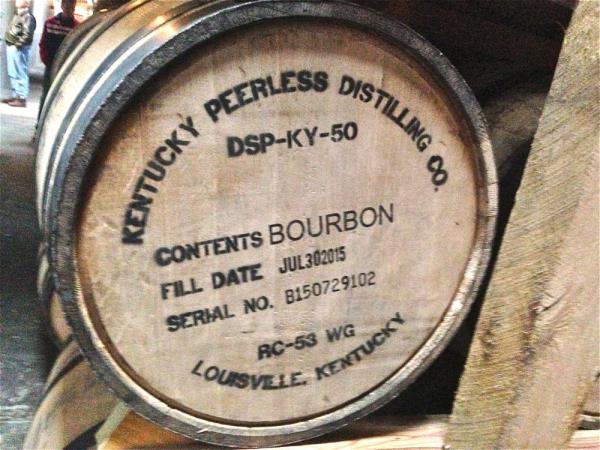 KENTUCKY PEERLESS DISTILLING CO.
DSP-KY-50
CONTENTS BOURBON
FILL DATE JUL302015
SERIAL NO. B150729102
RC-53 WG
LOUISVILLE, KENTUCKY